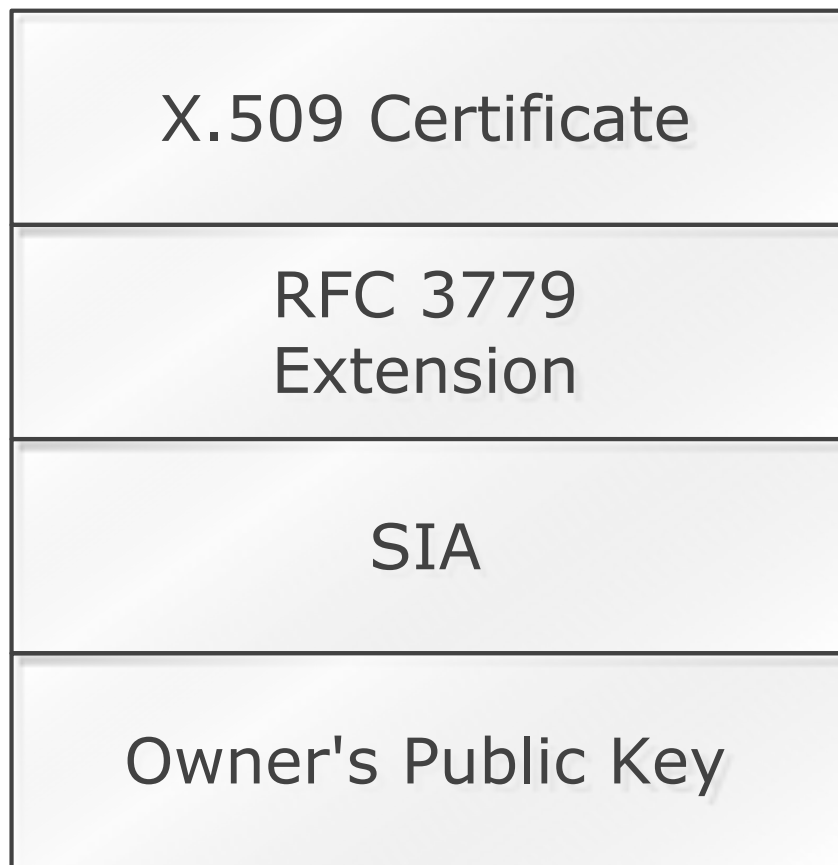 X.509 Certificate
RFC 3779
Extension
SIA
Owner's Public Key